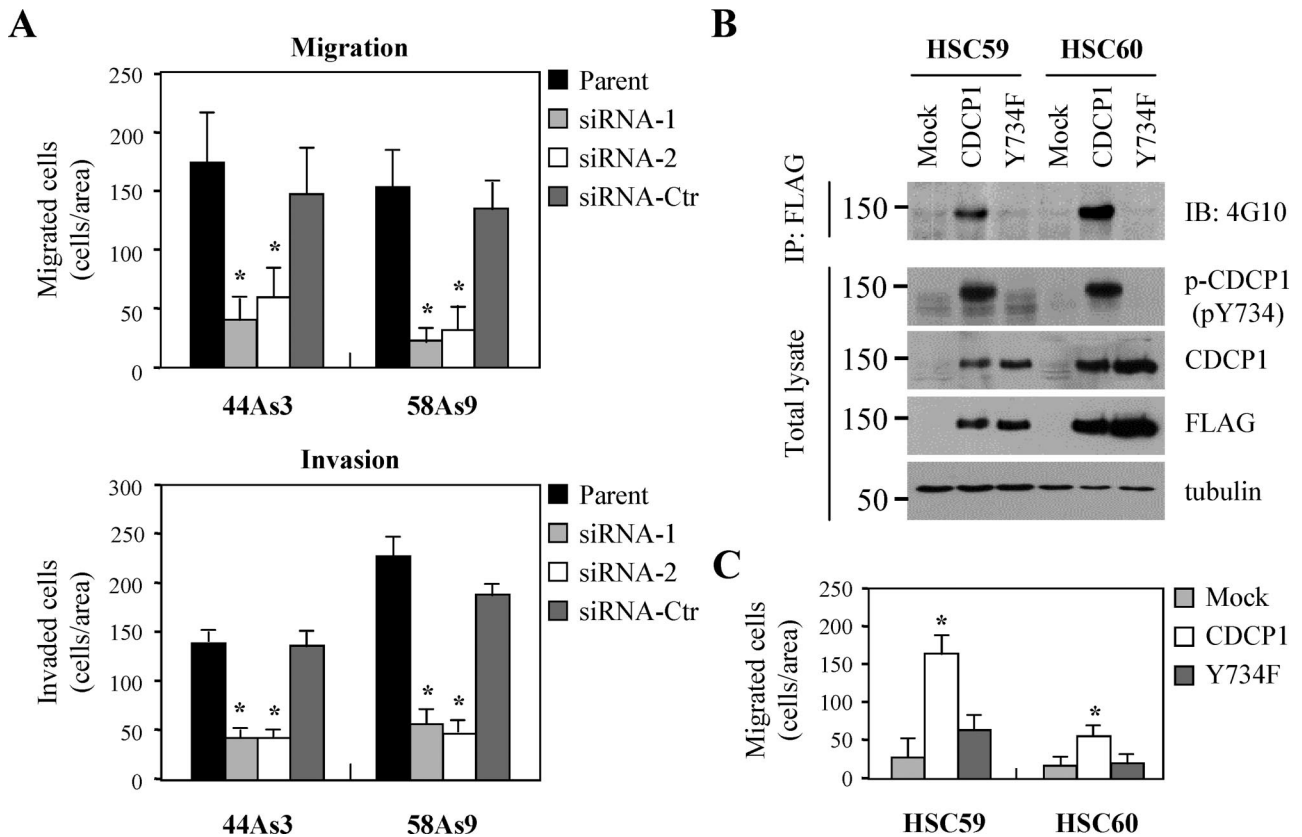 A
Migration
250
200
150
100
50
0
Migrated cells
(cells/area)
* * * *
44As3 58As9
Parent
siRNA-1
siRNA-2
siRNA-Ctr
Invasion
300
250
200
150
100
50
0
Invaded cells
(cells/area)
* * * *
44As3 58As9
Parent
siRNA-1
siRNA-2
siRNA-Ctr
B
HSC59 HSC60
Mock CDCP1 Y734F Mock CDCP1 Y734F
IP: FLAG
150 IB: 4G10
Total lysate
150 p-CDCP1
(pY734)
150 CDCP1
150 FLAG
50 tubulin
C
250
200
150
100
50
0
Migrated cells
(cells/area)
* *
HSC59 HSC60
Mock
CDCP1
Y734F